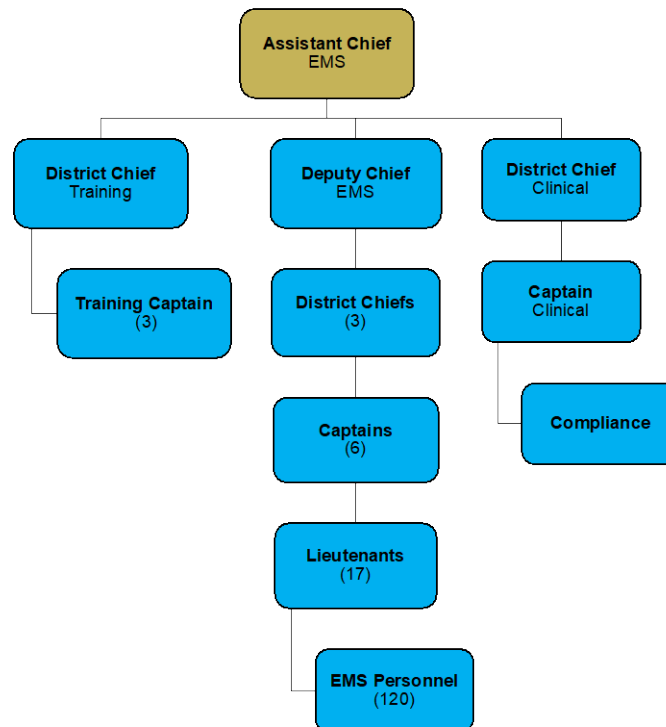 Assistant Chief
EMS
District Chief
Training
Deputy Chief
EMS
District Chief
Clinical
Training Captain
(3)
District Chiefs
(3)
Captain
Clinical
Captains
(6)
Compliance
Lieutenants
(17)
EMS Personnel
(120)